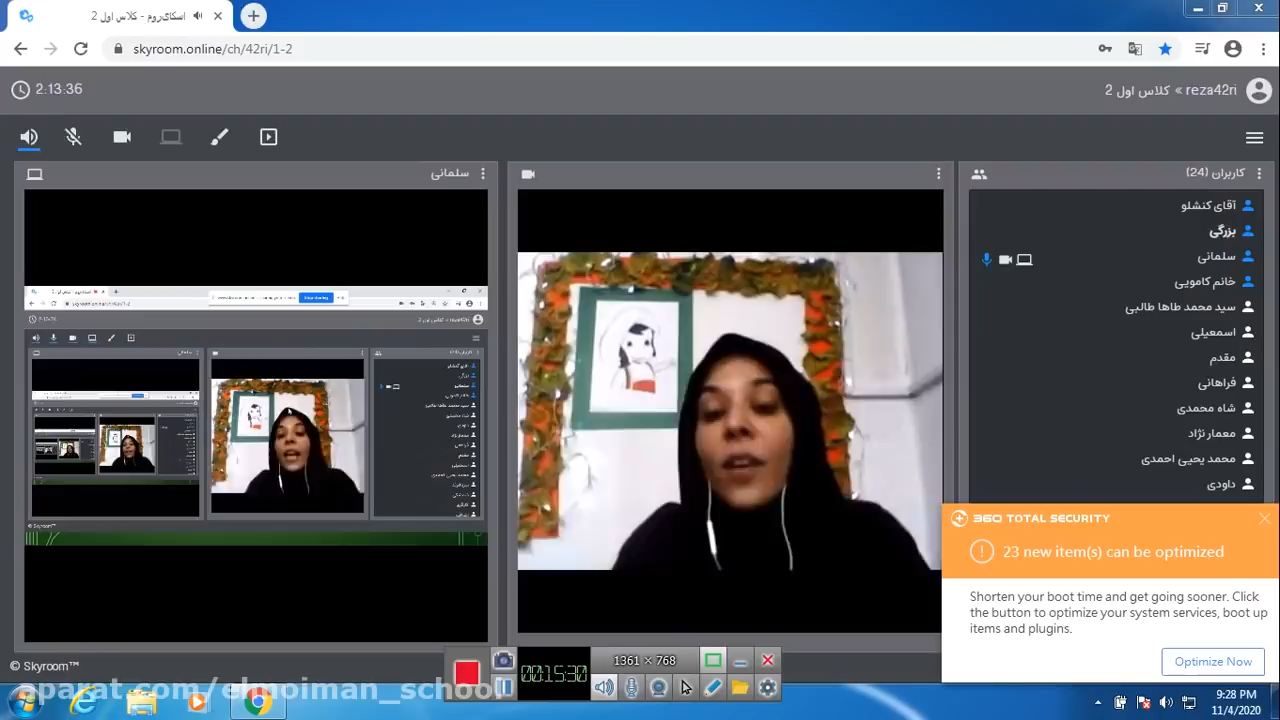 اسکای‌روم - کلاس اول 2
skyroom.online/ch/42ri/1-2
2:13:36
reza42ri » کلاس اول 2
سلمانی
کاربران (24)
آقای کنشلو
بزرگی
سلمانی
خانم کامویی
سید محمد طاها طالبی
اسمعیلی
مقدم
فراهانی
شاه محمدی
معمار نژاد
محمد یحیی احمدی
داودی
360 TOTAL SECURITY
23 new item(s) can be optimized
Shorten your boot time and get going sooner. Click
the button to optimize your system services, boot up
items and plugins.
Optimize Now
© Skyroom™
1361 × 768
00:15:30
aparat.com/elmoiman_school
9:28 PM
11/4/2020